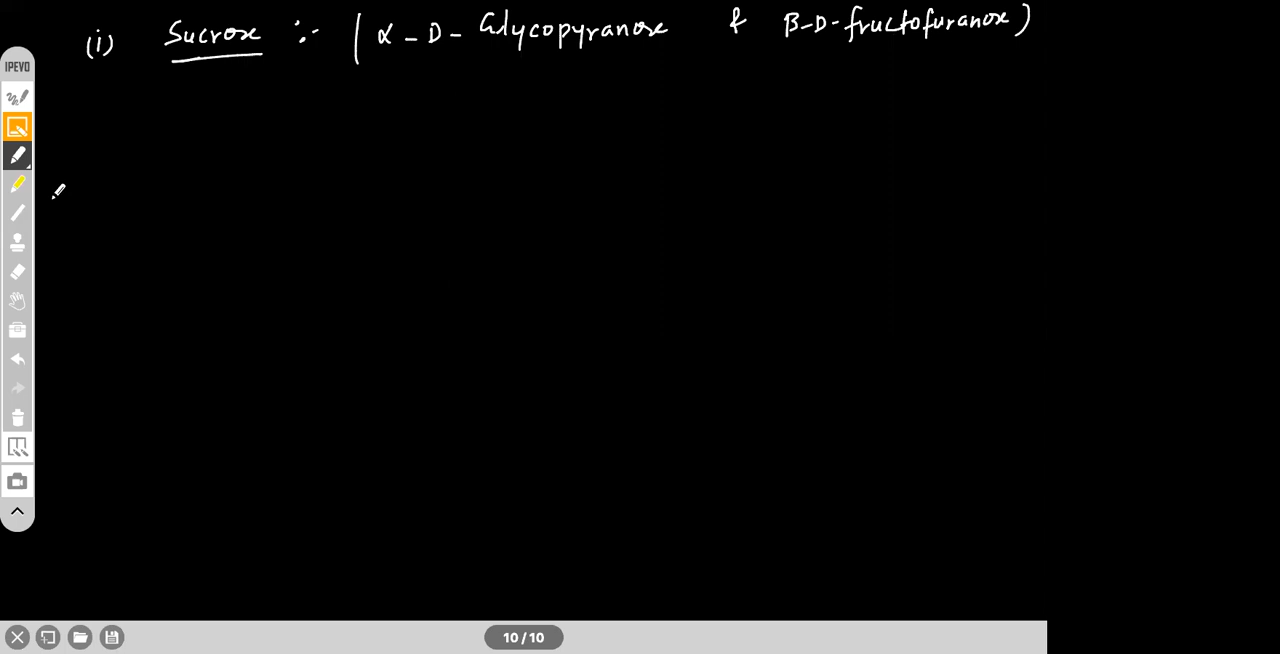 (i) Sucrose :- (α-D-Glycopyranose & β-D-fructofuranose)
IPEVO
10/10